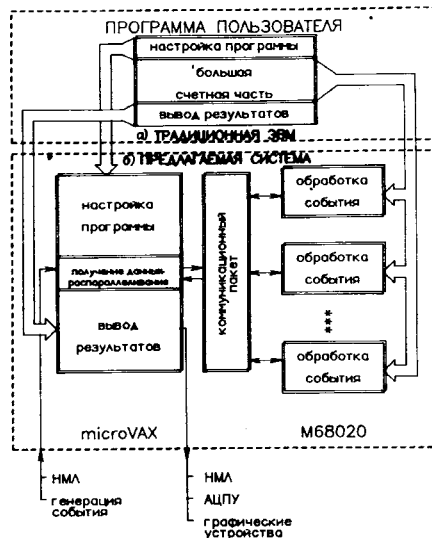 ПРОГРАММА ПОЛЬЗОВАТЕЛЯ
настройка программы
большая
счетная часть
вывод результатов
а) ТРАДИЦИОННАЯ ЭВМ
б) ПРЕДЛАГАЕМАЯ СИСТЕМА
настройка
программы
получение данных
распараллеливание
вывод
результатов
коммуникационный
пакет
обработка
события
обработка
события
***
обработка
события
microVAX
M68020
НМЛ
генерация
события
НМЛ
АЦПУ
графические
устройства